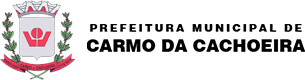 PREFEITURA MUNICIPAL DE
CARMO DA CACHOEIRA